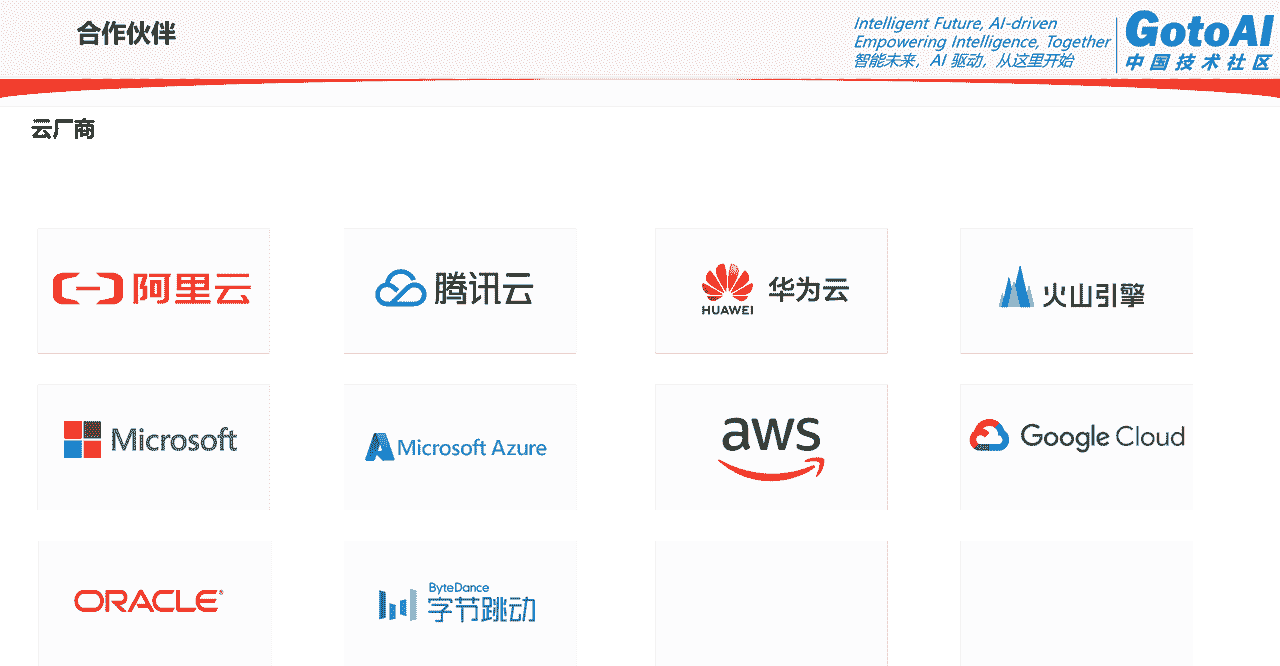 合作伙伴
Intelligent Future, AI-driven
Empowering Intelligence, Together
智能未来，AI 驱动，从这里开始
GotoAI
中国技术社区
云厂商
阿里云
腾讯云
HUAWEI
华为云
火山引擎
Microsoft
Microsoft Azure
aws
Google Cloud
ORACLE®
ByteDance
字节跳动